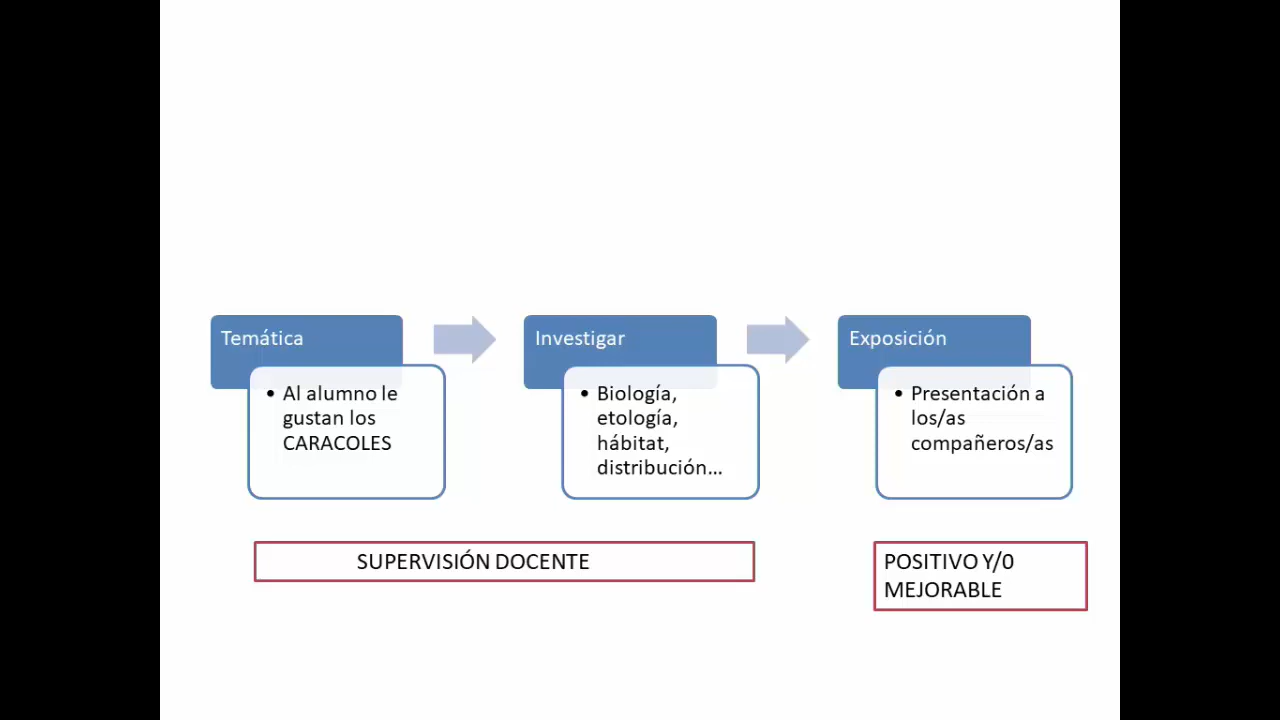 Temática
• Al alumno le
gustan los
CARACOLES
Investigar
• Biología,
etología,
hábitat,
distribución...
Exposición
• Presentación a
los/as
compañeros/as
SUPERVISIÓN DOCENTE
POSITIVO Y/0
MEJORABLE